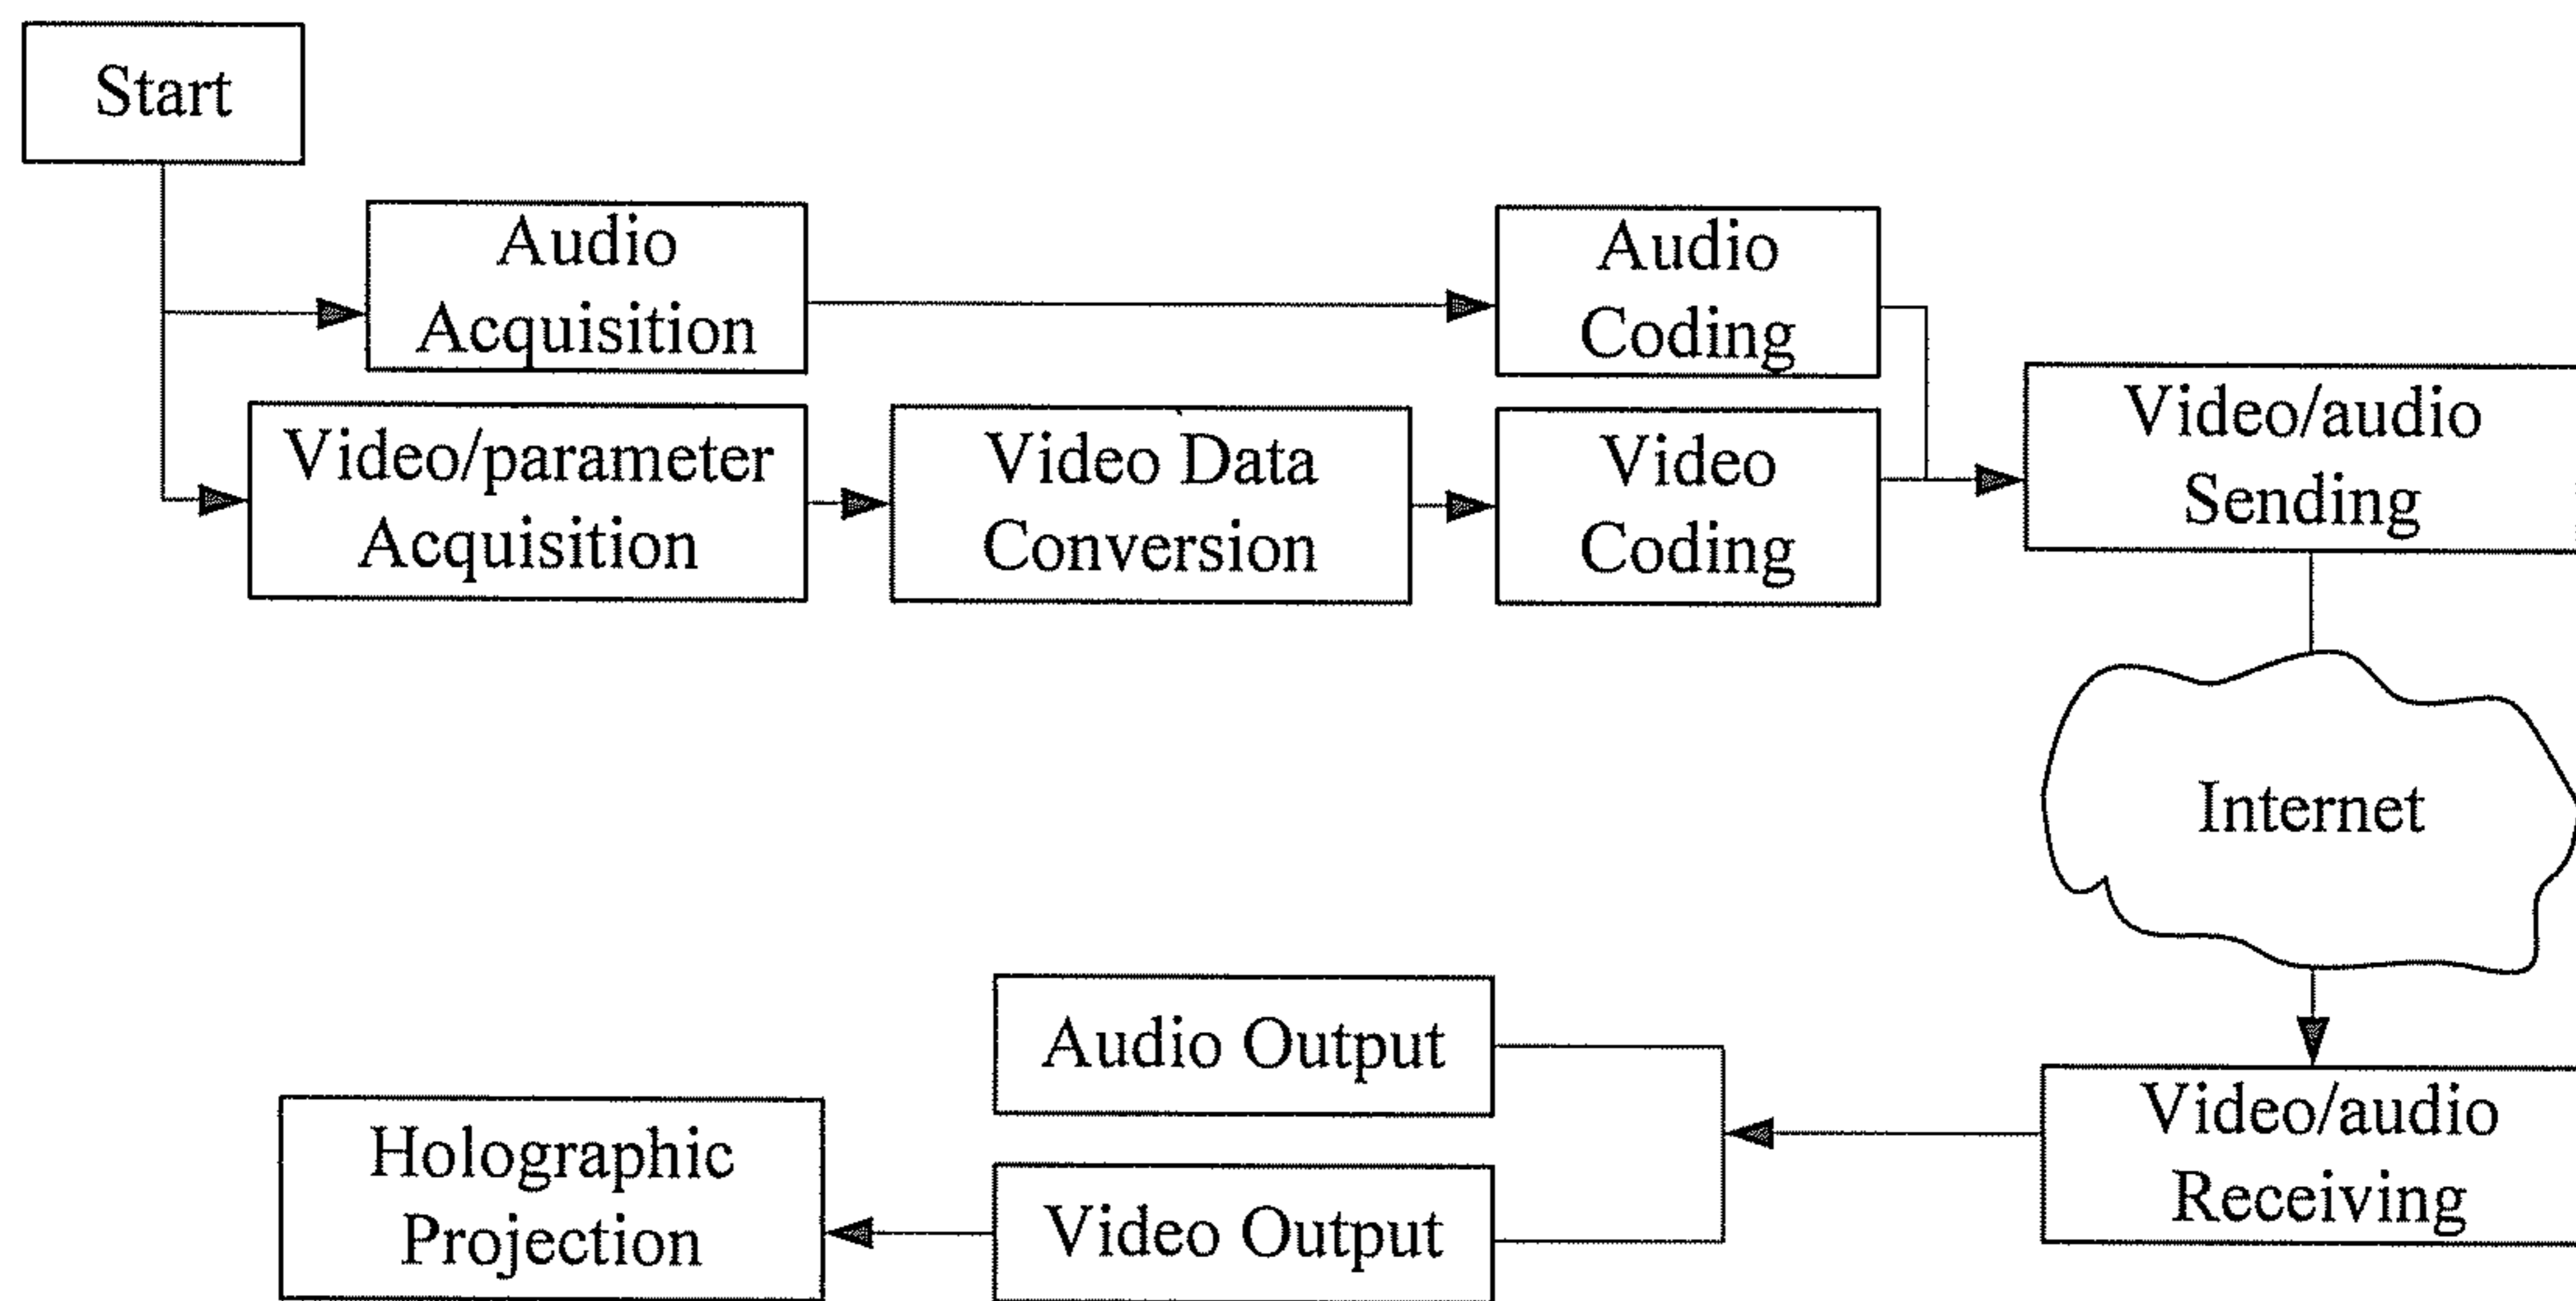 Start
Audio
Acquisition
Audio
Coding
Video/parameter
Acquisition
Video Data
Conversion
Video
Coding
Video/audio
Sending
Internet
Video/audio
Receiving
Audio Output
Video Output
Holographic
Projection